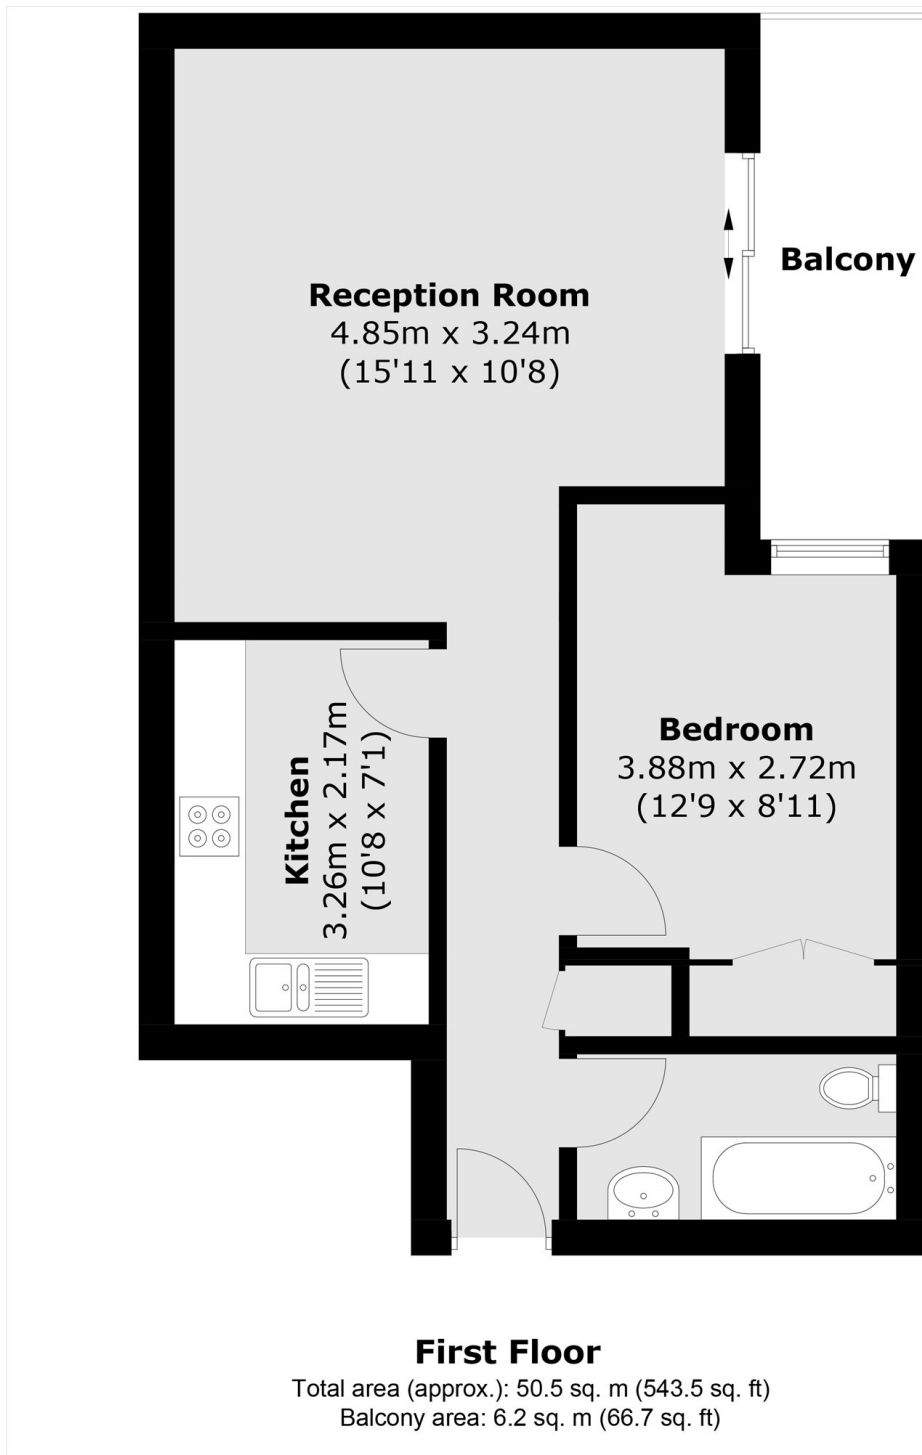 Reception Room
4.85m x 3.24m
(15'11 x 10'8)
Balcony
Kitchen
3.26m x 2.17m
(10'8 x 7'1)
Bedroom
3.88m x 2.72m
(12'9 x 8'11)
First Floor
Total area (approx.): 50.5 sq. m (543.5 sq. ft)
Balcony area: 6.2 sq. m (66.7 sq. ft)